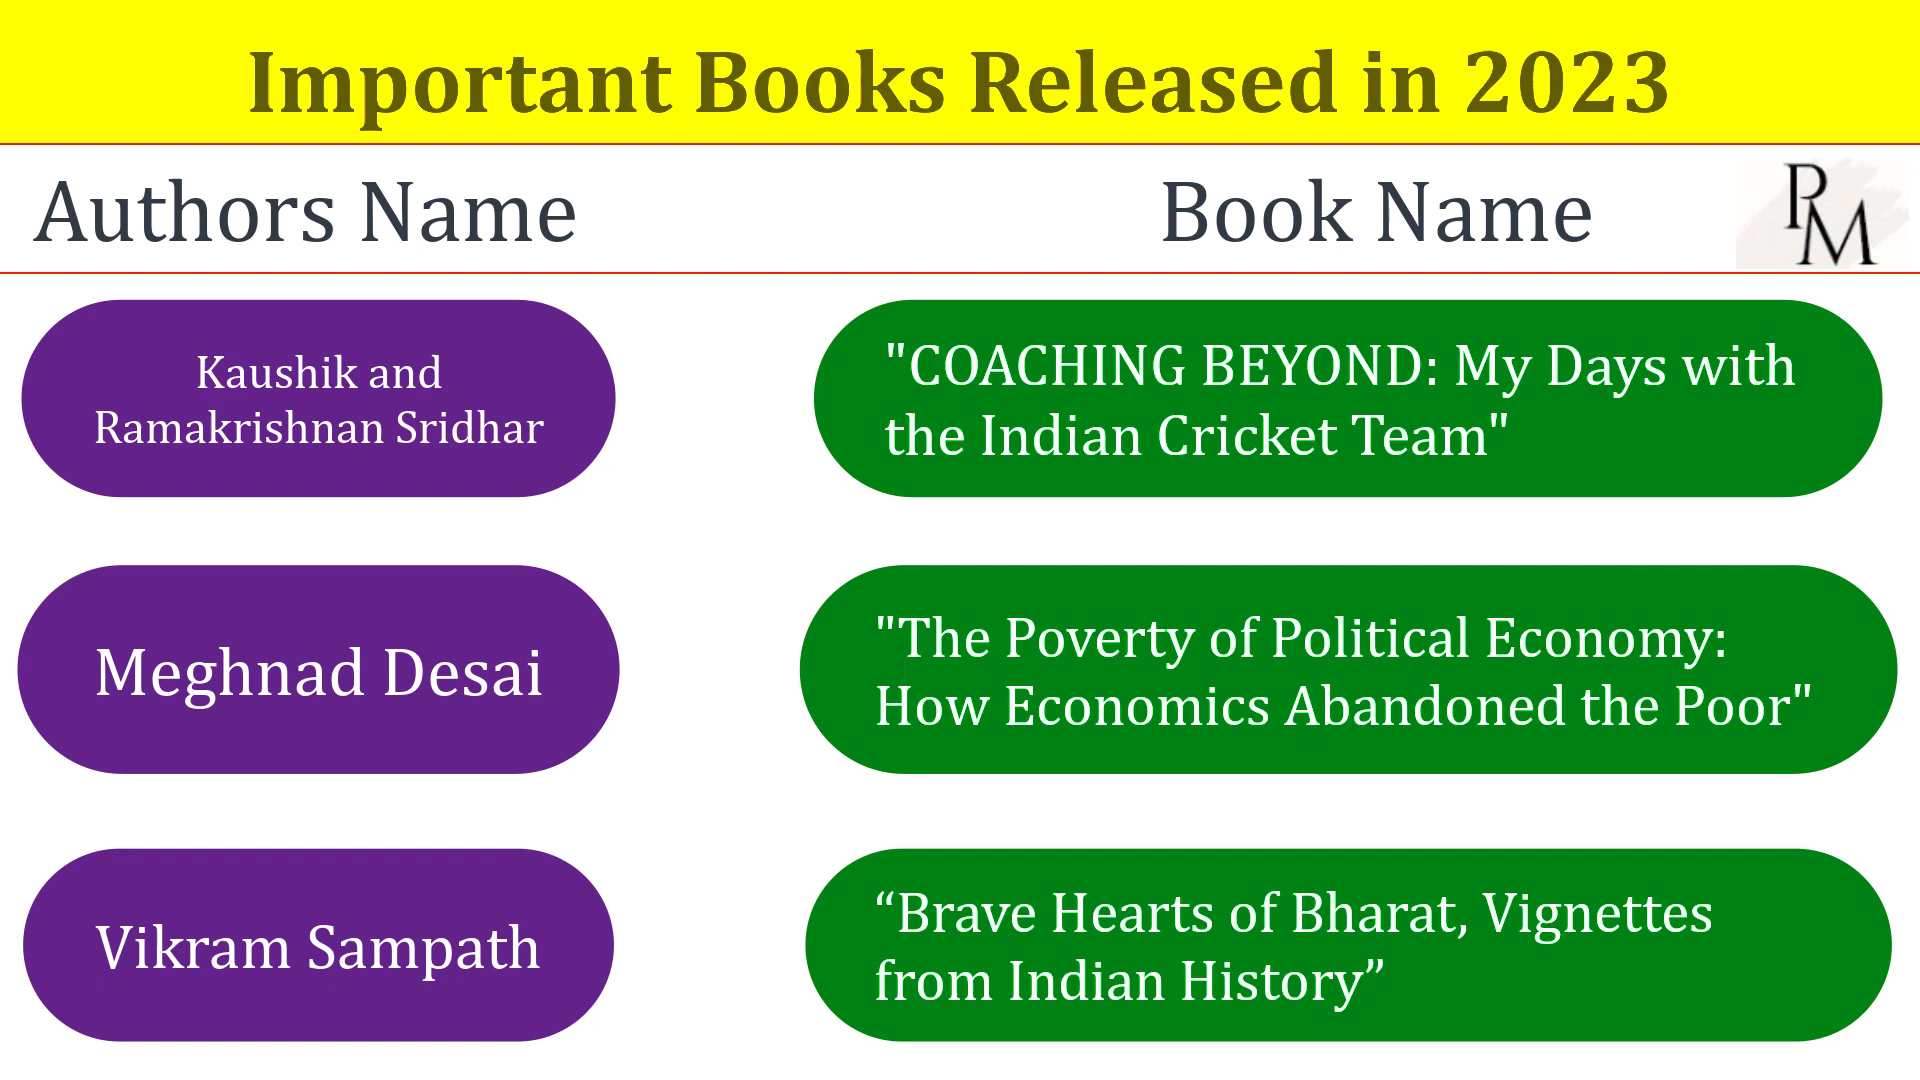 Important Books Released in 2023
Authors Name
Book Name
PM
Kaushik and
Ramakrishnan Sridhar
"COACHING BEYOND: My Days with
the Indian Cricket Team"
Meghnad Desai
"The Poverty of Political Economy:
How Economics Abandoned the Poor"
Vikram Sampath
“Brave Hearts of Bharat, Vignettes
from Indian History”